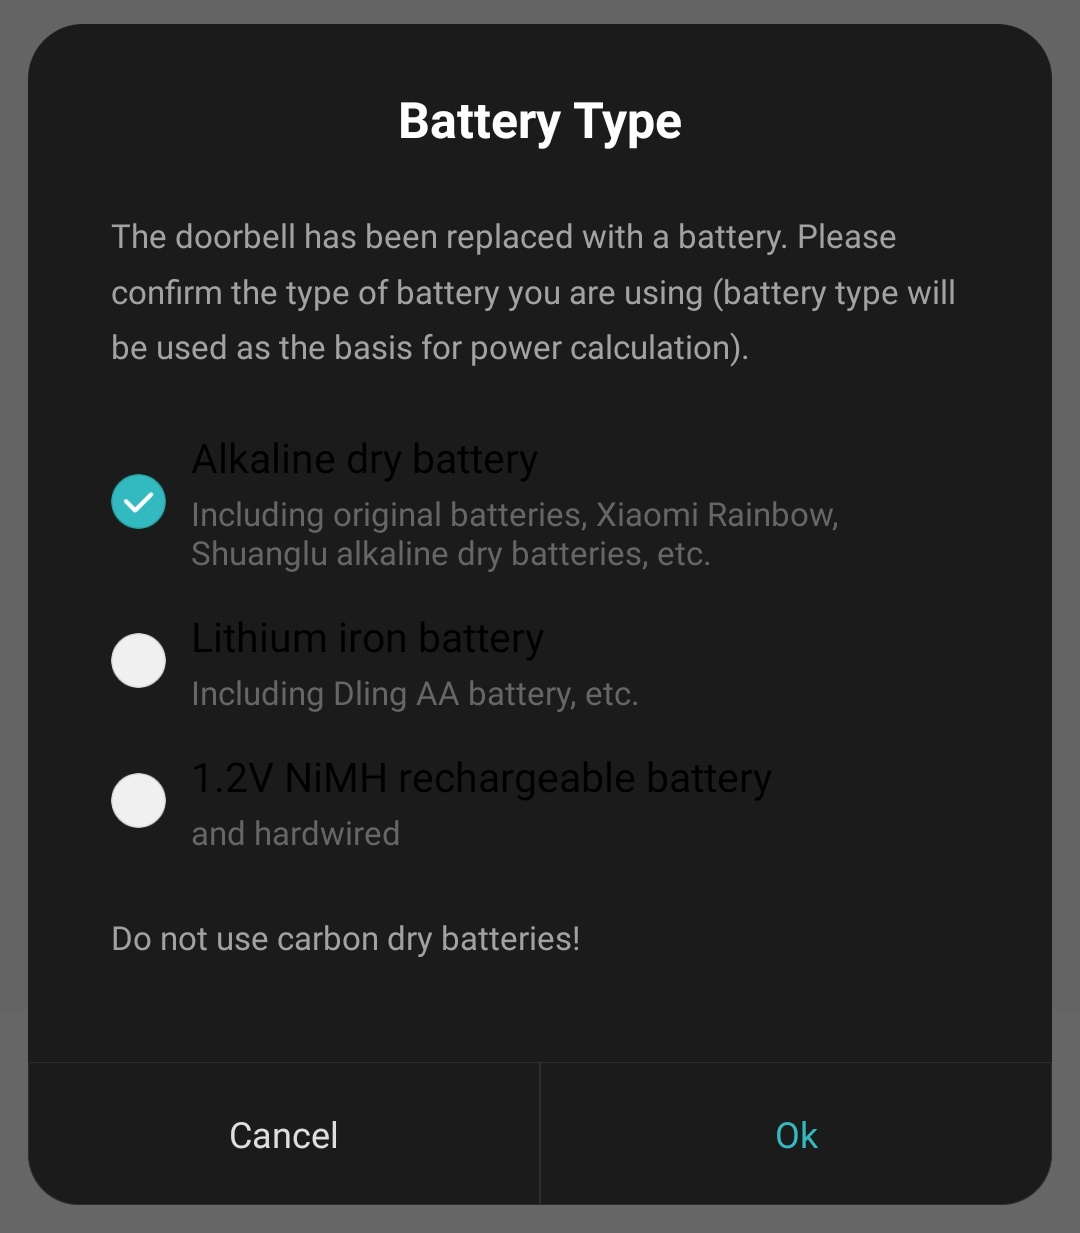 Battery Type
The doorbell has been replaced with a battery. Please
confirm the type of battery you are using (battery type will
be used as the basis for power calculation).
Alkaline dry battery
Including original batteries, Xiaomi Rainbow,
Shuanglu alkaline dry batteries, etc.
Lithium iron battery
Including Dling AA battery, etc.
1.2V NiMH rechargeable battery
and hardwired
Do not use carbon dry batteries!
Cancel
Ok